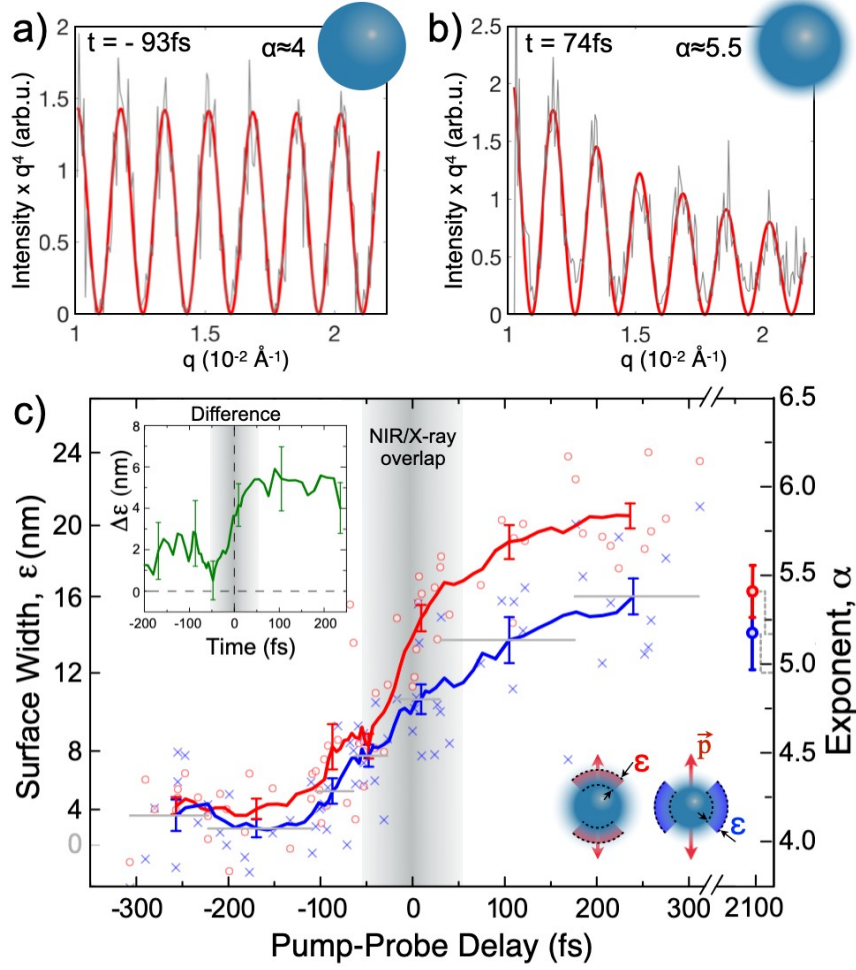 a)
t = - 93fs
α≈4
2
1.5
1
0.5
0
Intensity x q⁴ (arb.u.)
1
1.5
2
q (10⁻² Å⁻¹)
b)
t = 74fs
α≈5.5
2.5
2
1.5
1
0.5
0
Intensity x q⁴ (arb.u.)
1
1.5
2
q (10⁻² Å⁻¹)
c)
Difference
8
6
4
2
0
Δε (nm)
-200
-100
0
100
200
Time (fs)
NIR/X-ray
overlap
24
20
16
12
8
4
0
Surface Width, ε (nm)
6.5
6.0
5.5
5.0
4.5
4.0
Exponent, α
ε
p
ε
-300
-200
-100
0
100
200
300
2100
Pump-Probe Delay (fs)